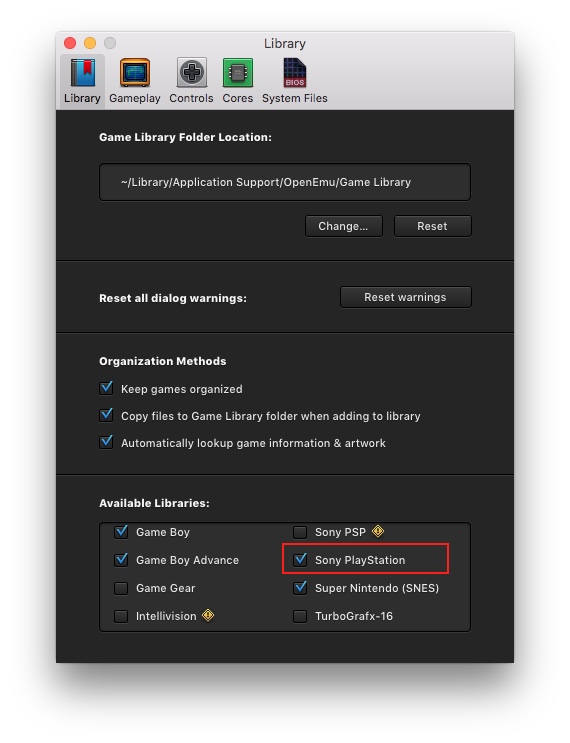 Library
Library Gameplay Controls Cores BIOS System Files
Game Library Folder Location:
~/Library/Application Support/OpenEmu/Game Library
Change... Reset
Reset all dialog warnings: Reset warnings
Organization Methods
Keep games organized
Copy files to Game Library folder when adding to library
Automatically lookup game information & artwork
Available Libraries:
Game Boy Sony PSP
Game Boy Advance Sony PlayStation
Game Gear Super Nintendo (SNES)
Intellivision TurboGrafx-16